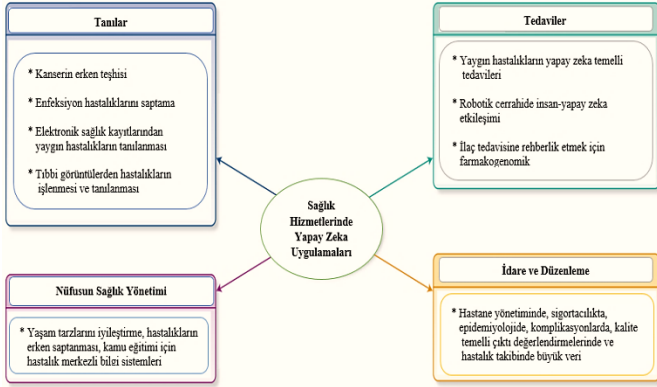 Tanılar
* Kanserin erken teşhisi
* Enfeksiyon hastalıklarını saptama
* Elektronik sağlık kayıtlarından
yaygın hastalıkların tanılanması
* Tıbbi görüntülerden hastalıkların
işlenmesi ve tanılanması
Tedaviler
* Yaygın hastalıkların yapay zeka temelli
tedavileri
* Robotik cerrahide insan-yapay zeka
etkileşimi
* İlaç tedavisine rehberlik etmek için
farmakogenomik
Sağlık
Hizmetlerinde
Yapay Zeka
Uygulamaları
Nüfusun Sağlık Yönetimi
* Yaşam tarzlarını iyileştirme, hastalıkların
erken saptanması, kamu eğitimi için
hastalık merkezli bilgi sistemleri
İdare ve Düzenleme
* Hastane yönetiminde, sigortacılıkta,
epidemiyolojide, komplikasyonlarda, kalite
temelli çıktı değerlendirmelerinde ve
hastalık takibinde büyük veri